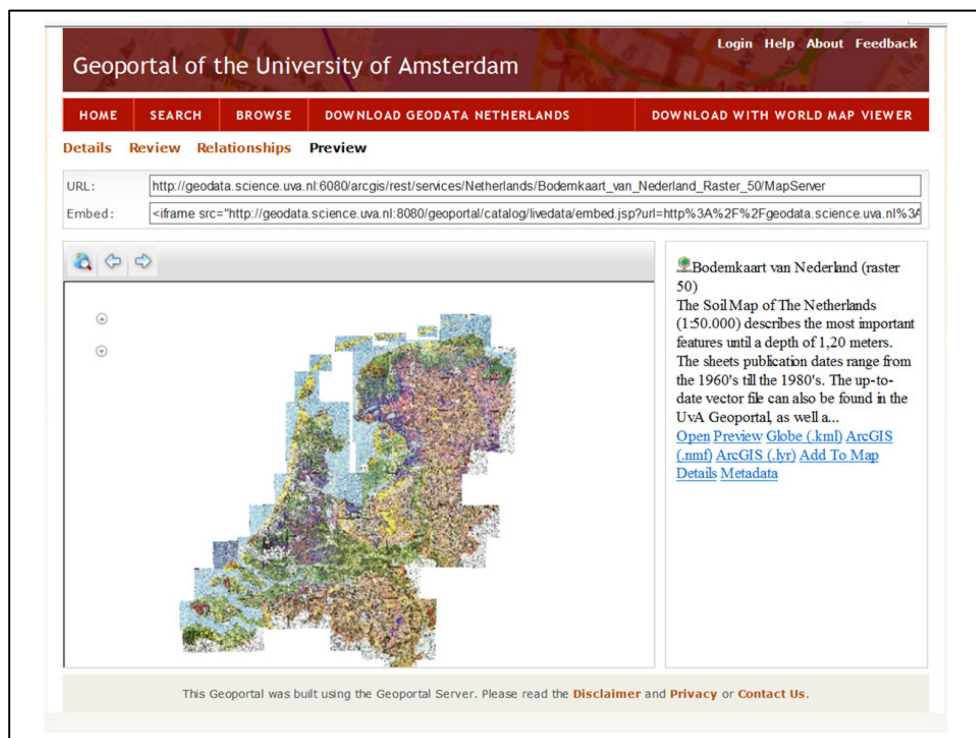 Login Help About Feedback
Geoportal of the University of Amsterdam
HOME SEARCH BROWSE DOWNLOAD GEODATA NETHERLANDS DOWNLOAD WITH WORLD MAP VIEWER
Details Review Relationships Preview
URL: http://geodata.science.uva.nl:6080/arcgis/rest/services/Netherlands/Bodemkaart_van_Nederland_Raster_50/MapServer
Embed: <iframe src="http://geodata.science.uva.nl:8080/geoportal/catalog/livedata/embed.jsp?url=http%3A%2F%2Fgeodata.science.uva.nl%3A
Bodemkaart van Nederland (raster
50)
The Soil Map of The Netherlands
(1:50.000) describes the most important
features until a depth of 1,20 meters.
The sheets publication dates range from
the 1960's till the 1980's. The up-to-
date vector file can also be found in the
UvA Geoportal, as well a...
Open Preview Globe (.kml) ArcGIS
(.nmf) ArcGIS (.lyr) Add To Map
Details Metadata
This Geoportal was built using the Geoportal Server. Please read the Disclaimer and Privacy or Contact Us.